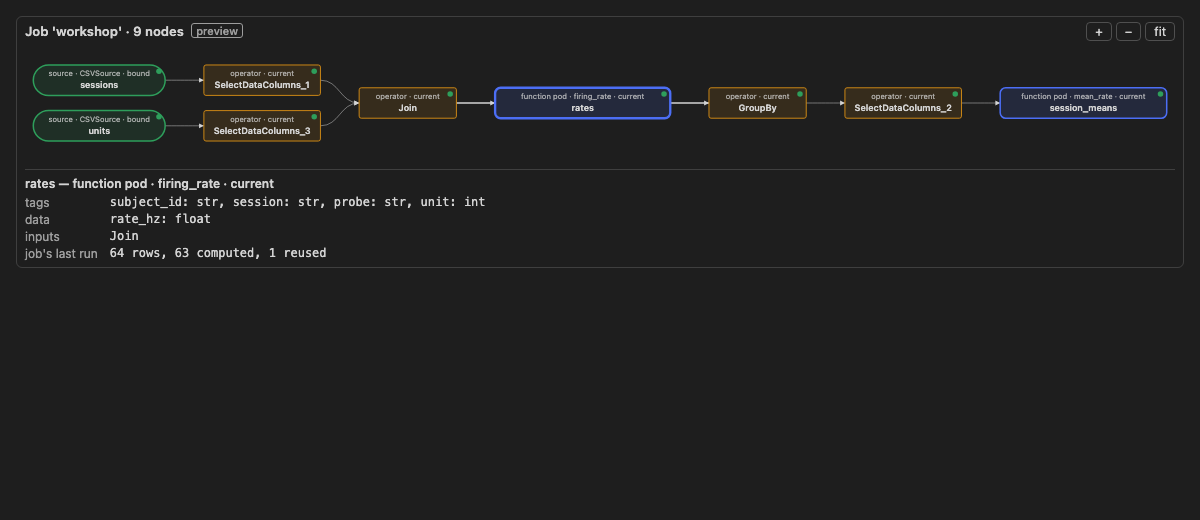 Job 'workshop' · 9 nodes preview
+ − fit
source · CSVSource · bound
sessions
operator · current
SelectDataColumns_1
source · CSVSource · bound
units
operator · current
SelectDataColumns_3
operator · current
Join
function pod · firing_rate · current
rates
operator · current
GroupBy
operator · current
SelectDataColumns_2
function pod · mean_rate · current
session_means
rates — function pod · firing_rate · current
tags subject_id: str, session: str, probe: str, unit: int
data rate_hz: float
inputs Join
job's last run 64 rows, 63 computed, 1 reused